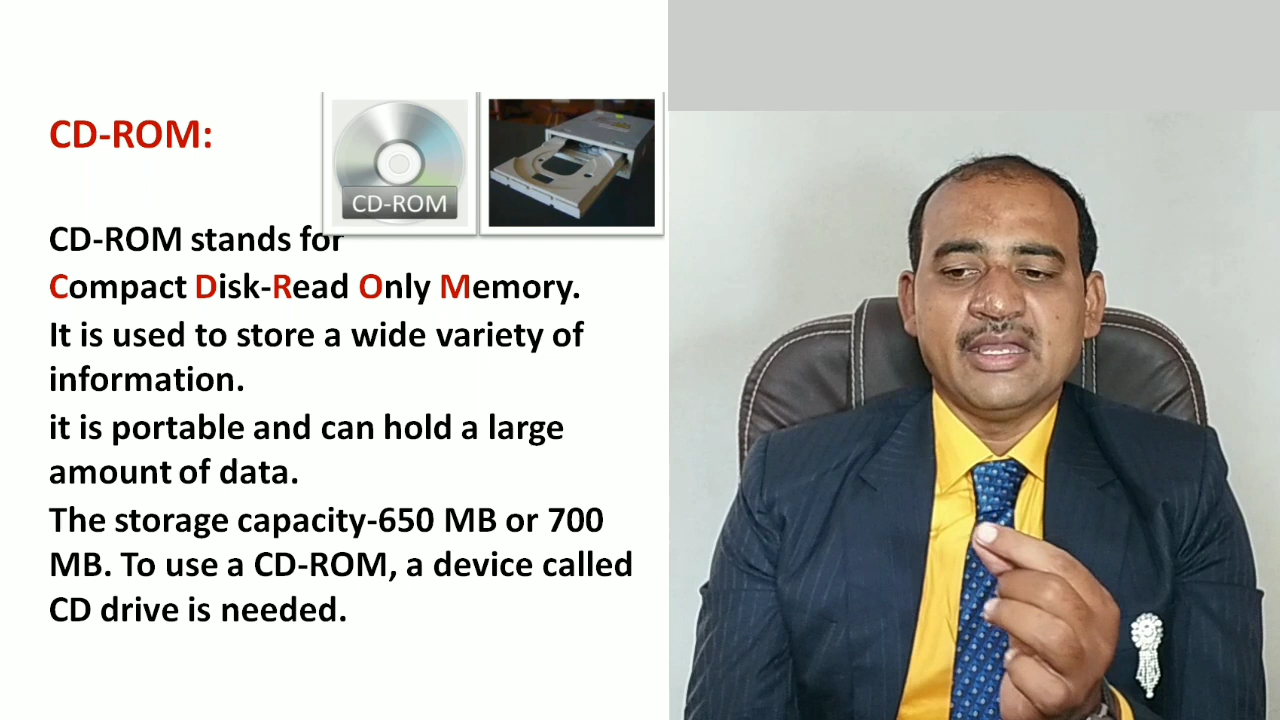 CD-ROM:
CD-ROM
CD-ROM stands for
Compact Disk-Read Only Memory.
It is used to store a wide variety of
information.
it is portable and can hold a large
amount of data.
The storage capacity-650 MB or 700
MB. To use a CD-ROM, a device called
CD drive is needed.